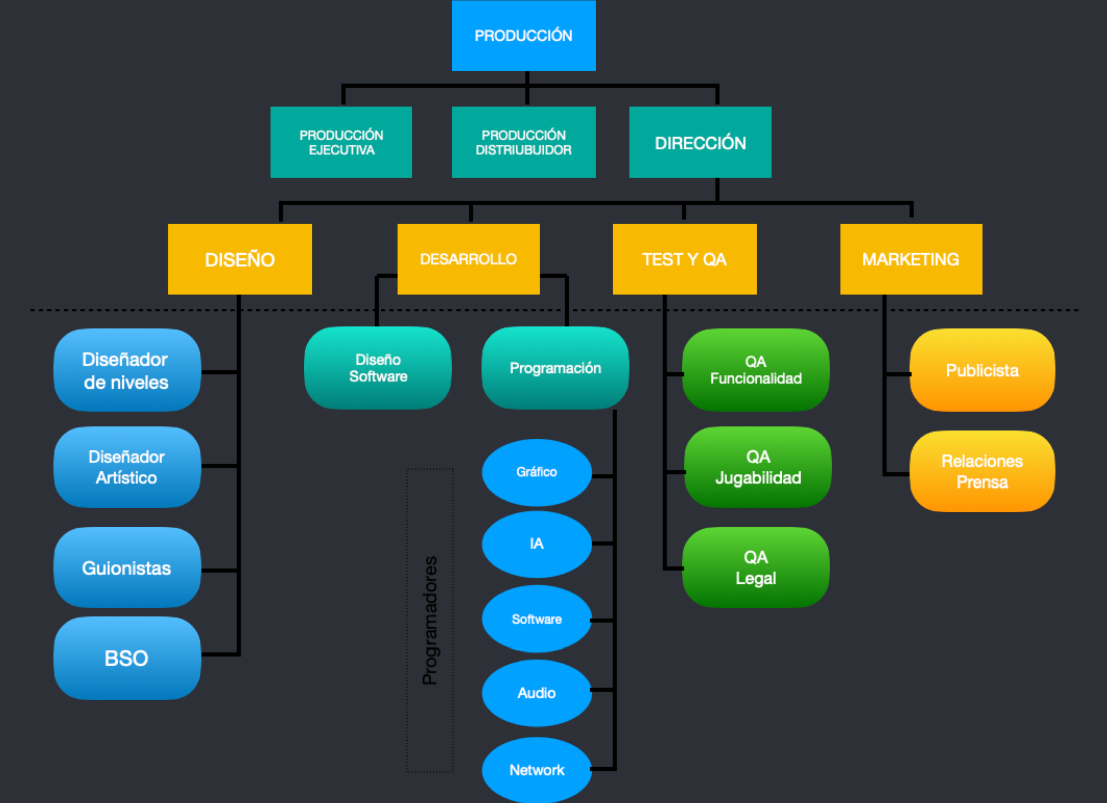 PRODUCCIÓN
PRODUCCIÓN
EJECUTIVA
PRODUCCIÓN
DISTRIUBUIDOR
DIRECCIÓN
DISEÑO
DESARROLLO
TEST Y QA
MARKETING
Diseñador
de niveles
Diseñador
Artístico
Guionistas
BSO
Diseño
Software
Programación
Programadores
Gráfico
IA
Software
Audio
Network
QA
Funcionalidad
QA
Jugabilidad
QA
Legal
Publicista
Relaciones
Prensa